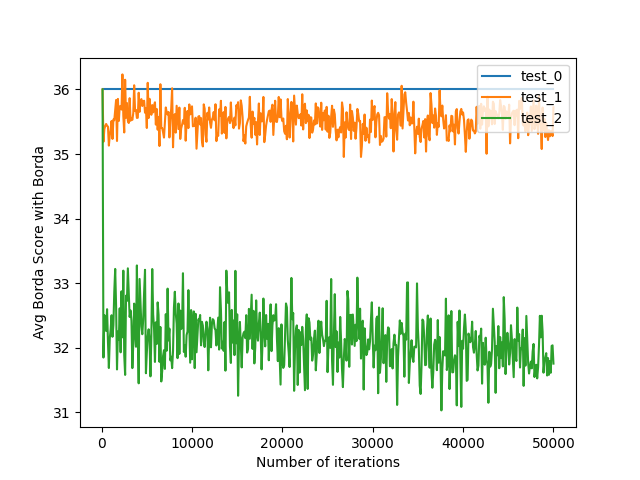 test_0
test_1
test_2
36
35
34
33
32
31
Avg Borda Score with Borda
0
10000
20000
30000
40000
50000
Number of iterations